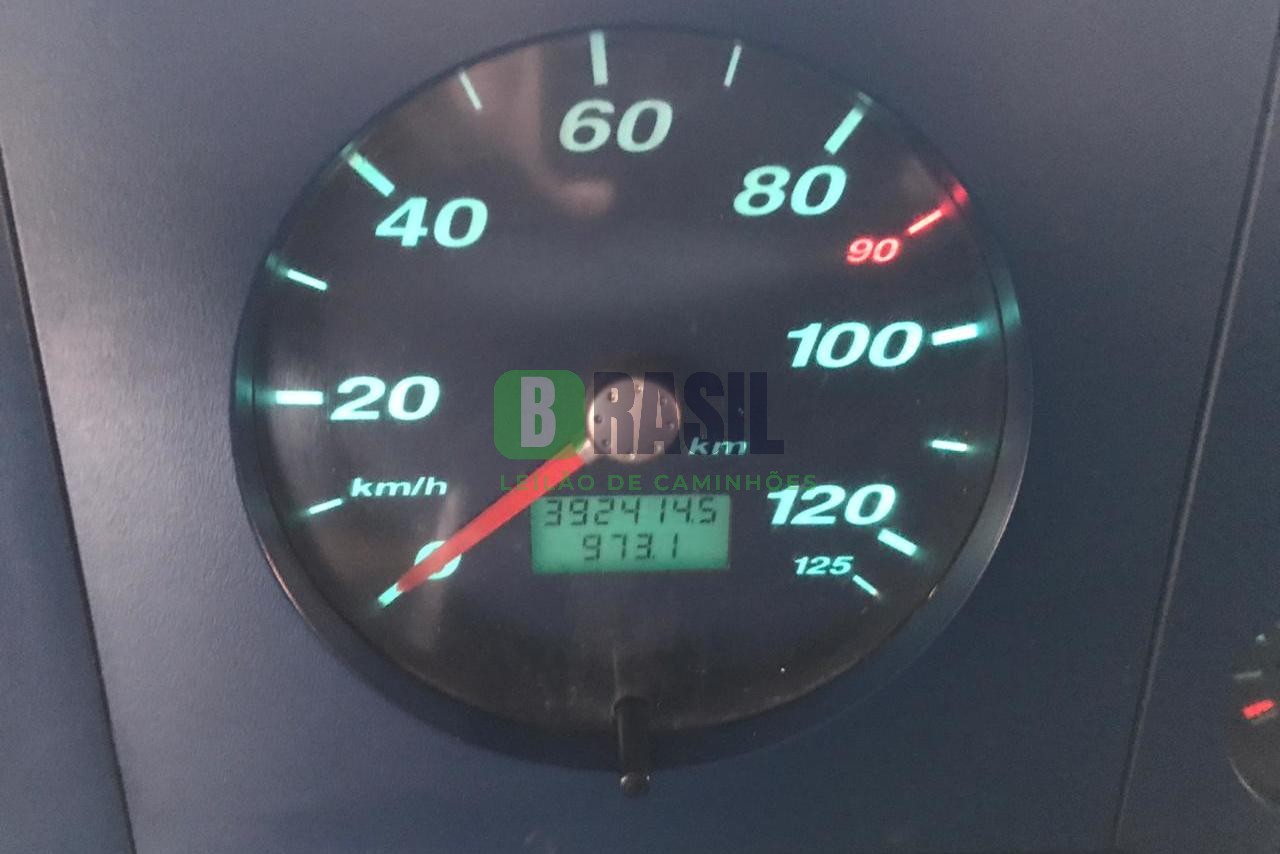 60
80
40
90
100
20
BRASIL
km
LEILÃO DE CAMINHÕES
km/h
120
392414.5
973.1
0
125